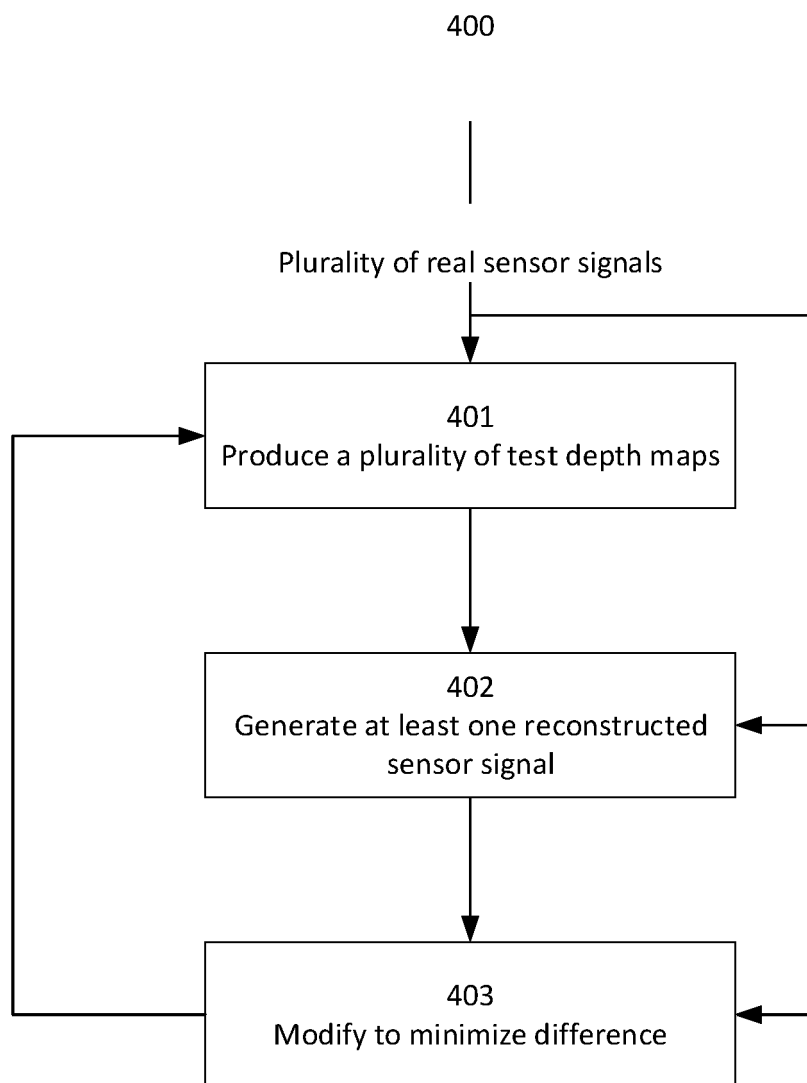 400
Plurality of real sensor signals
401
Produce a plurality of test depth maps
402
Generate at least one reconstructed
sensor signal
403
Modify to minimize difference